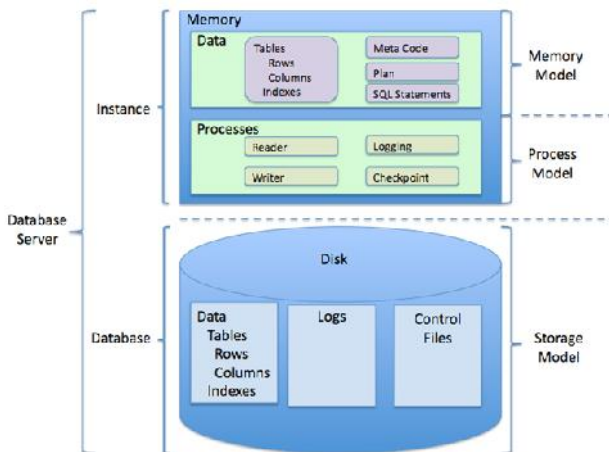 Memory
Data
Tables
Rows
Columns
Indexes
Meta Code
Plan
SQL Statements
Processes
Reader
Logging
Writer
Checkpoint
Instance
Memory
Model
Process
Model
Database
Server
Disk
Data
Tables
Rows
Columns
Indexes
Logs
Control
Files
Database
Storage
Model